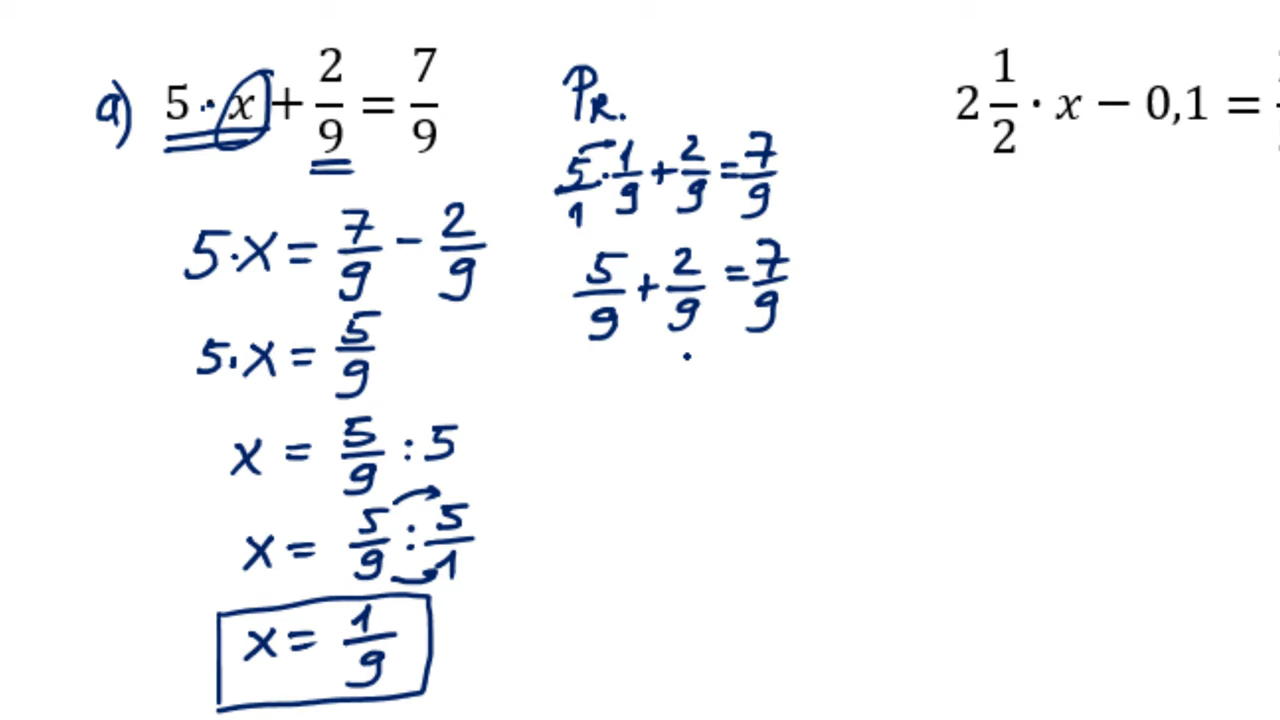 a) 5 · x + 2/9 = 7/9
5·x = 7/9 - 2/9
5·x = 5/9
x = 5/9 : 5
x = 5/9 : 5/1
x = 1/9
Pr.
5/1 · 1/9 + 2/9 = 7/9
5/9 + 2/9 = 7/9
2 1/2 · x − 0,1 =